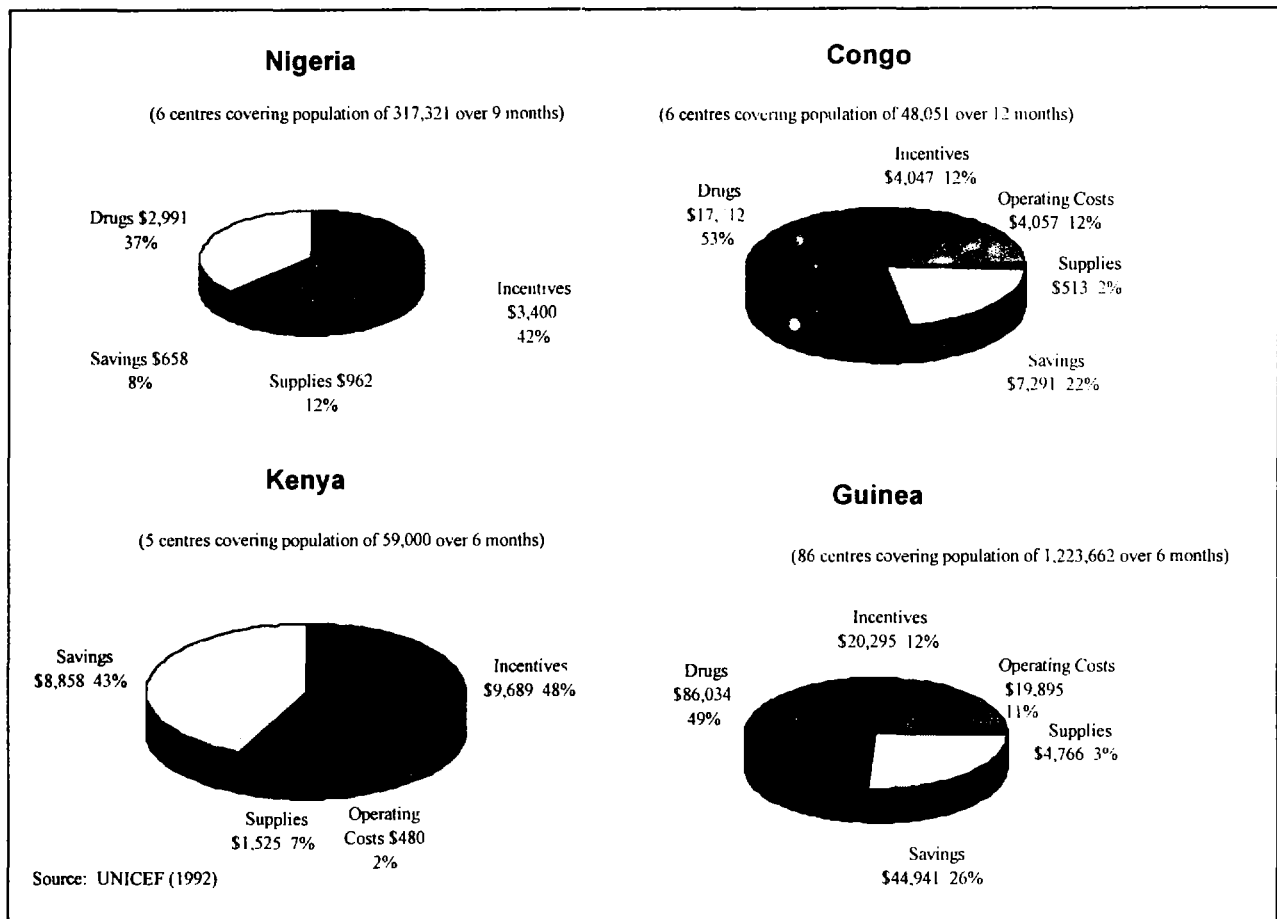 Nigeria
(6 centres covering population of 317,321 over 9 months)
Drugs $2,991
37%
Incentives
$3,400
42%
Savings $658
8%
Supplies $962
12%
Congo
(6 centres covering population of 48,051 over 12 months)
Incentives
$4,047 12%
Drugs
53%
Operating Costs
$4,057 12%
Supplies
$513 2%
Savings
$7,291 22%
Kenya
(5 centres covering population of 59,000 over 6 months)
Savings
$8,858 43%
Incentives
$9,689 48%
Supplies
$1,525 7%
Operating
Costs $480
2%
Guinea
(86 centres covering population of 1,223,662 over 6 months)
Incentives
$20,295 12%
Drugs
$86,034
49%
Operating Costs
$19,895
11%
Supplies
$4,766 3%
Savings
$44,941 26%
Source: UNICEF (1992)